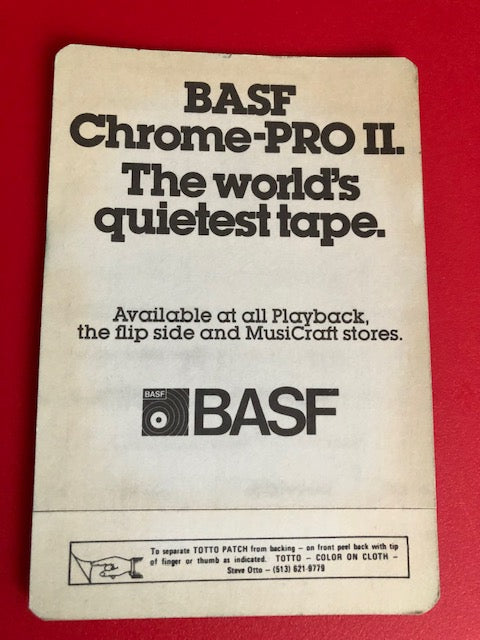 BASF
Chrome-PRO II.
The world's
quietest tape.
Available at all Playback,
the flip side and MusiCraft stores.
BASF BASF
To separate TOTTO PATCH from backing – on front peel back with tip
of finger or thumb as indicated. TOTTO – COLOR ON CLOTH –
Steve Otto – (513) 621-9779